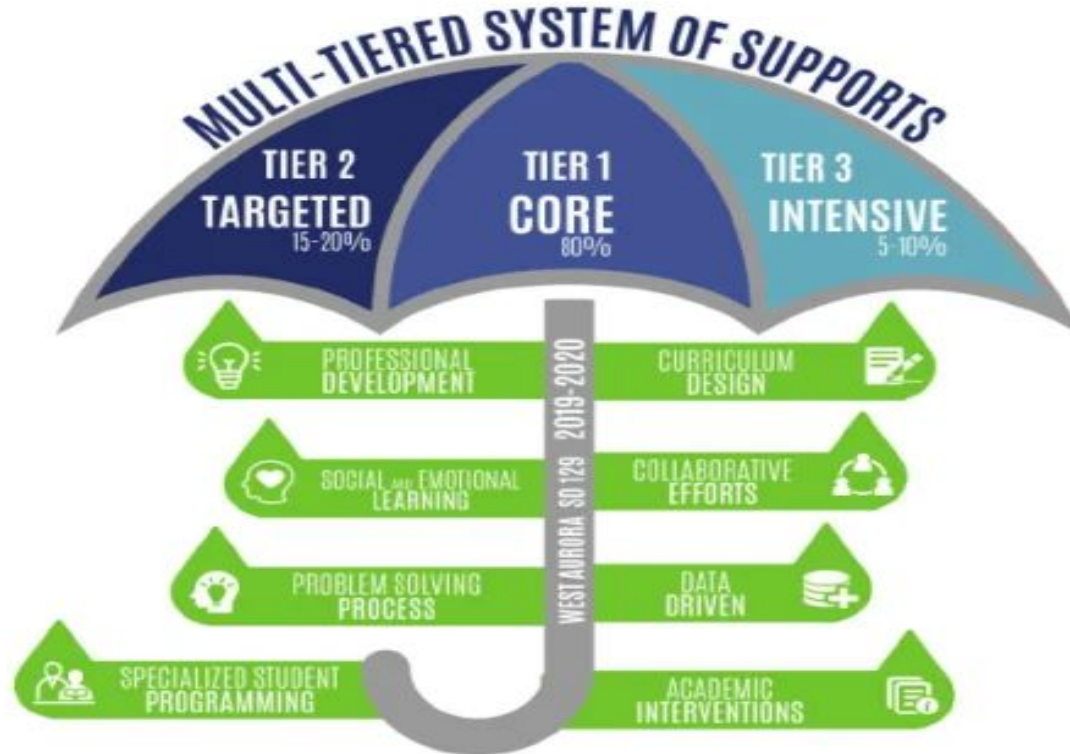 MULTI-TIERED SYSTEM OF SUPPORTS
TIER 2
TARGETED
15-20%
TIER 1
CORE
80%
TIER 3
INTENSIVE
5-10%
PROFESSIONAL
DEVELOPMENT
CURRICULUM
DESIGN
SOCIAL AND EMOTIONAL
LEARNING
COLLABORATIVE
EFFORTS
PROBLEM SOLVING
PROCESS
DATA
DRIVEN
SPECIALIZED STUDENT
PROGRAMMING
ACADEMIC
INTERVENTIONS
WEST AURORA SD 129 2019-2020